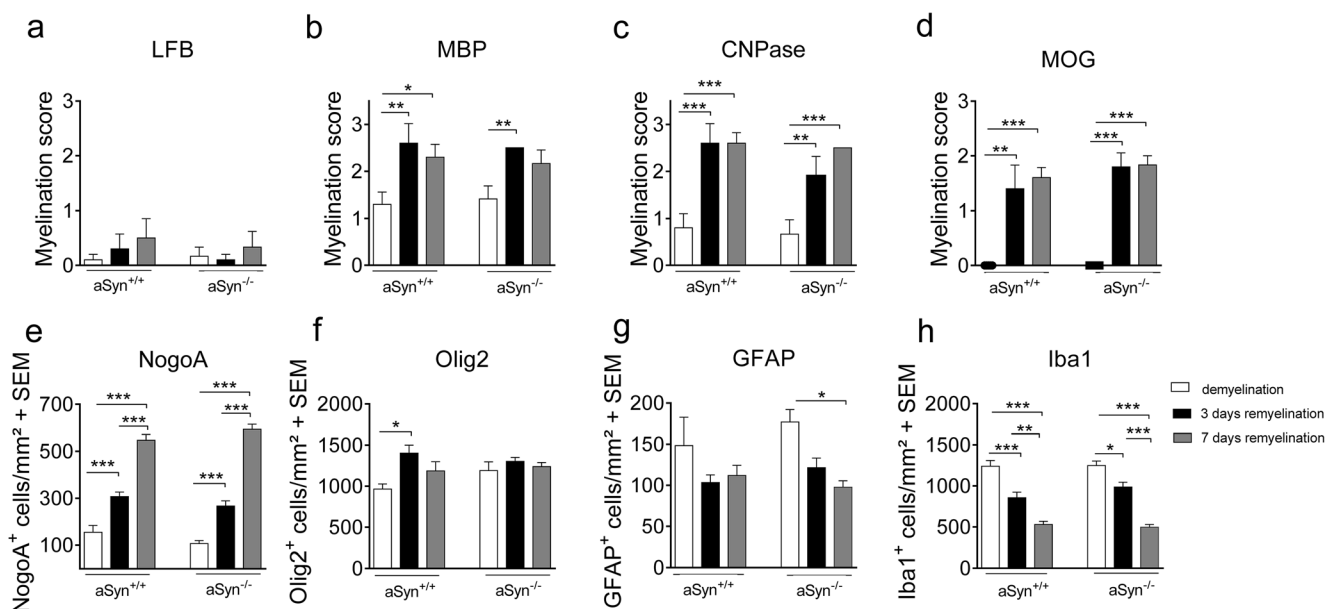 a
LFB
Myelination score
3
2
1
0
aSyn+/+
aSyn-/-
b
MBP
Myelination score
3
2
1
0
*
**
**
aSyn+/+
aSyn-/-
c
CNPase
Myelination score
3
2
1
0
***
***
***
**
aSyn+/+
aSyn-/-
d
MOG
Myelination score
3
2
1
0
***
**
***
***
aSyn+/+
aSyn-/-
e
NogoA
NogoA+ cells/mm² + SEM
700
500
300
100
***
***
***
***
***
***
aSyn+/+
aSyn-/-
f
Olig2
Olig2+ cells/mm² + SEM
2000
1500
1000
500
0
*
aSyn+/+
aSyn-/-
g
GFAP
GFAP+ cells/mm² + SEM
200
150
100
50
0
*
aSyn+/+
aSyn-/-
h
Iba1
Iba1+ cells/mm² + SEM
2000
1500
1000
500
0
***
**
***
***
***
*
aSyn+/+
aSyn-/-
demyelination
3 days remyelination
7 days remyelination